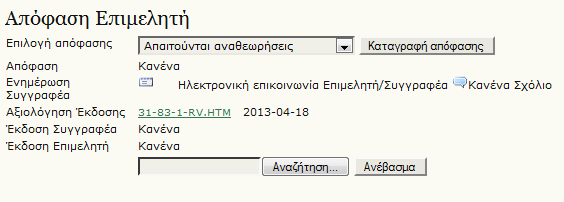 Απόφαση Επιμελητή
Επιλογή απόφασης Απαιτούνται αναθεωρήσεις Καταγραφή απόφασης
Απόφαση Κανένα
Ενημέρωση Συγγραφέα Ηλεκτρονική επικοινωνία Επιμελητή/Συγγραφέα Κανένα Σχόλιο
Αξιολόγηση Έκδοσης 31-83-1-RV.HTM 2013-04-18
Έκδοση Συγγραφέα Κανένα
Έκδοση Επιμελητή Κανένα
Αναζήτηση... Ανέβασμα